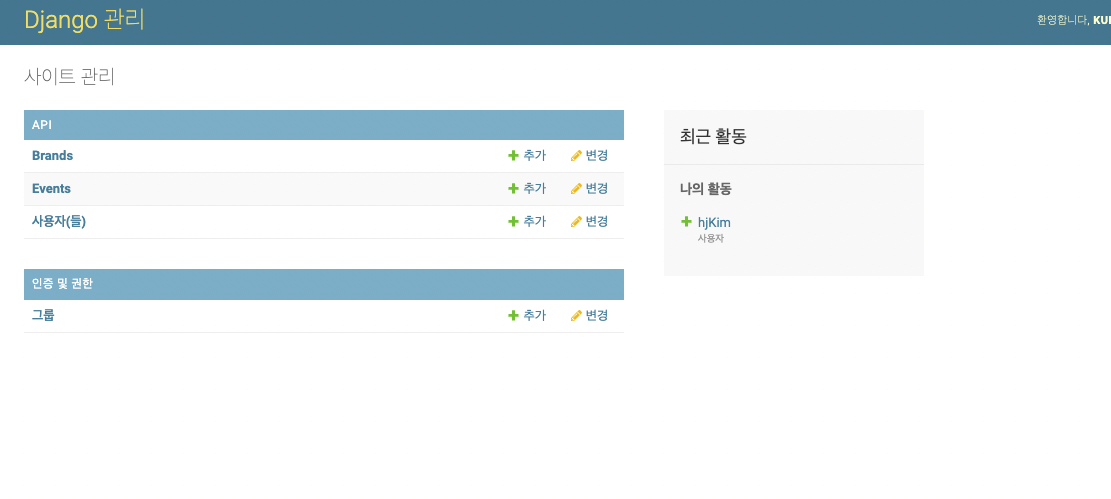 Django 관리
환영합니다,
사이트 관리
API
Brands 추가 변경
Events 추가 변경
사용자(들) 추가 변경
인증 및 권한
그룹 추가 변경
최근 활동
나의 활동
hjKim
사용자